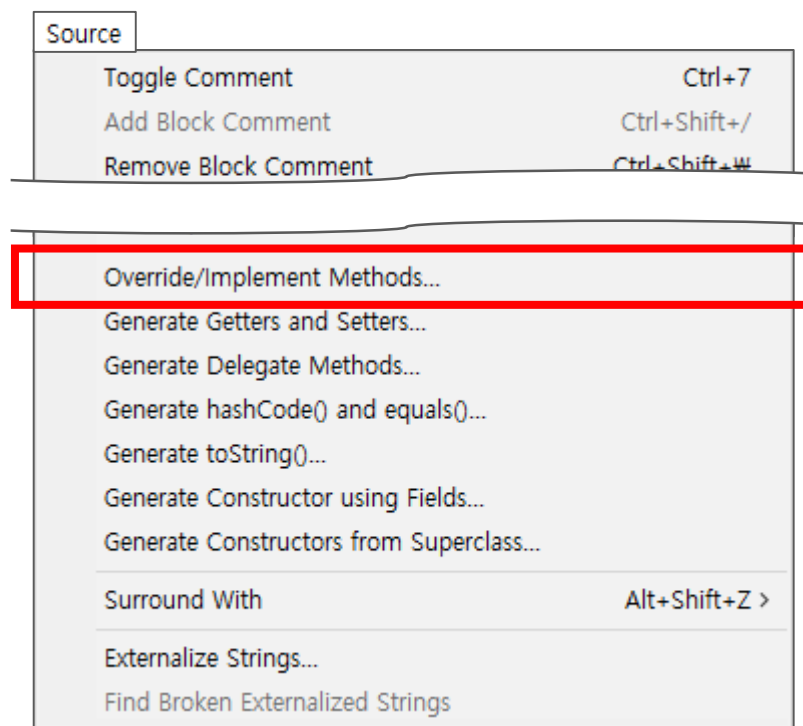 Source
Toggle Comment Ctrl+7
Add Block Comment Ctrl+Shift+/
Remove Block Comment Ctrl+Shift+₩
Override/Implement Methods...
Generate Getters and Setters...
Generate Delegate Methods...
Generate hashCode() and equals()...
Generate toString()...
Generate Constructor using Fields...
Generate Constructors from Superclass...
Surround With Alt+Shift+Z >
Externalize Strings...
Find Broken Externalized Strings